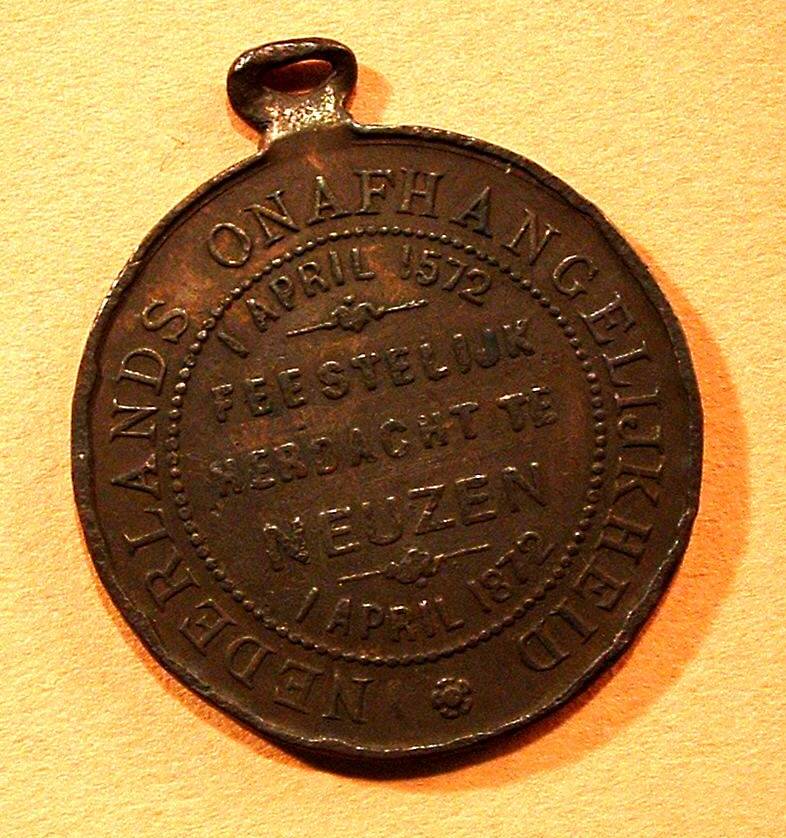 NEDERLANDS ONAFHANGELIJKHEID
1 APRIL 1572
FEESTELIJK
HERDACHT TE
NEUZEN
1 APRIL 1872